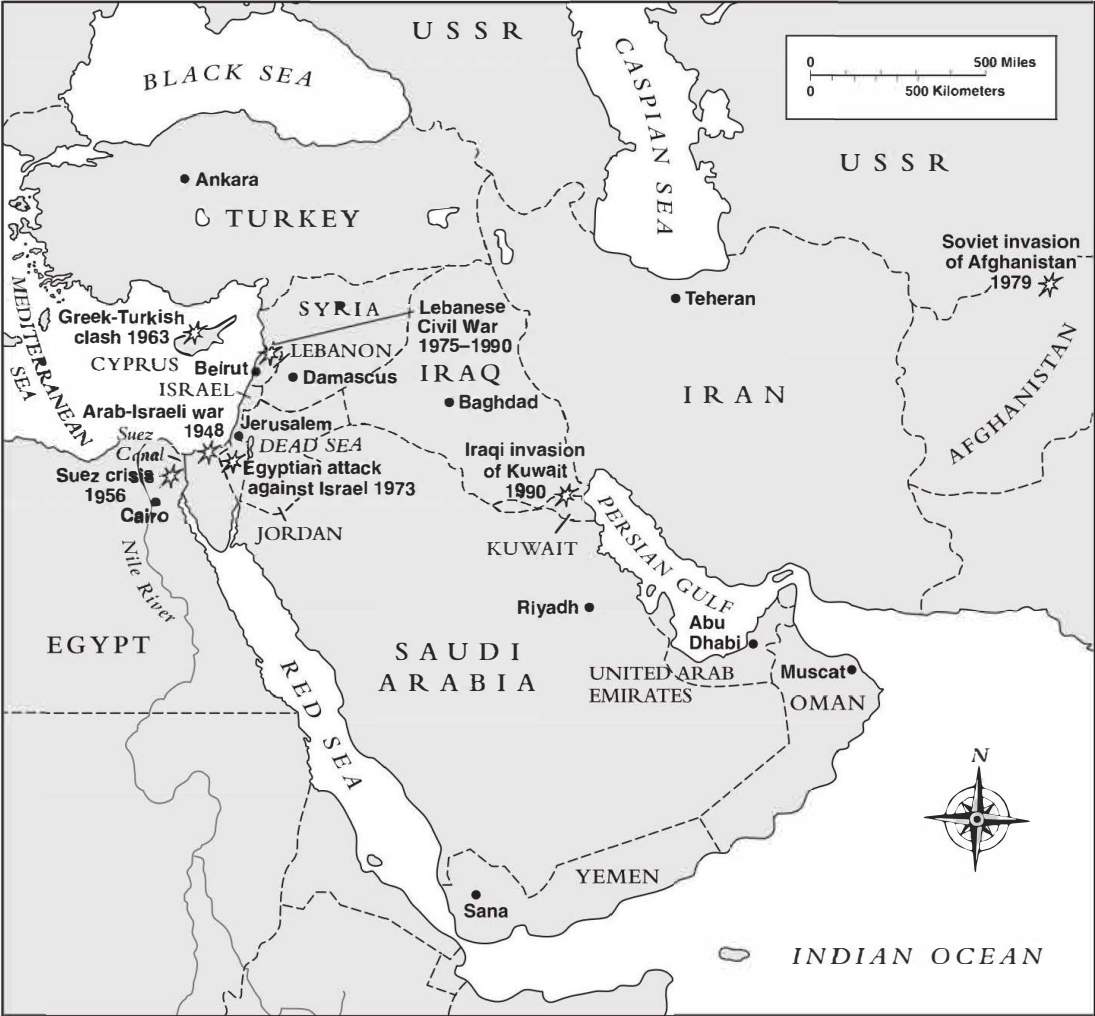 USSR
BLACK SEA
CASPIAN SEA
0 500 Miles
0 500 Kilometers
USSR
Ankara
TURKEY
Soviet invasion
of Afghanistan
1979
MEDITERRANEAN
SEA
Greek-Turkish
clash 1963
CYPRUS
SYRIA
Lebanese
Civil War
1975–1990
Teheran
LEBANON
Beirut
Damascus
ISRAEL
IRAQ
Baghdad
IRAN
AFGHANISTAN
Arab-Israeli war
1948
Jerusalem
DEAD SEA
Suez
Canal
Suez crisis
1956
Egyptian attack
against Israel 1973
Cairo
JORDAN
Iraqi invasion
of Kuwait
1990
KUWAIT
PERSIAN GULF
Nile River
EGYPT
Riyadh
SAUDI
ARABIA
Abu
Dhabi
UNITED ARAB
EMIRATES
Muscat
OMAN
RED SEA
N
YEMEN
Sana
INDIAN OCEAN